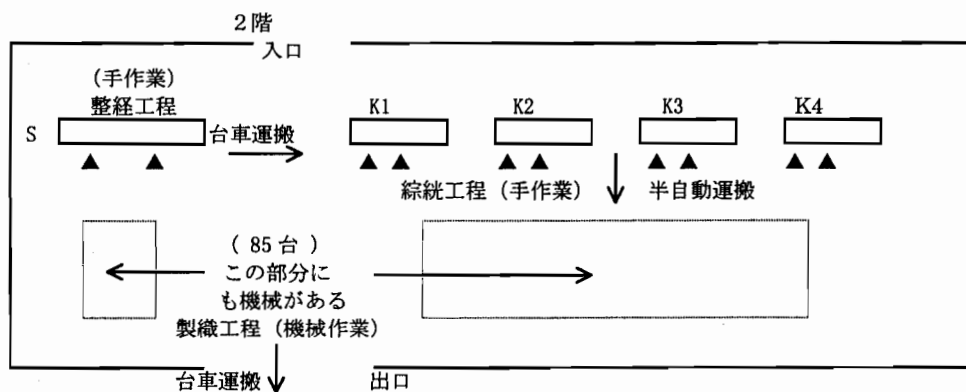 2階
入口
(手作業)
整経工程
S
台車運搬
K1
K2
K3
K4
▲ ▲
▲ ▲
▲ ▲
▲ ▲
▲ ▲
綜絖工程(手作業)
半自動運搬
(85台)
この部分に
も機械がある
製織工程(機械作業)
台車運搬
出口